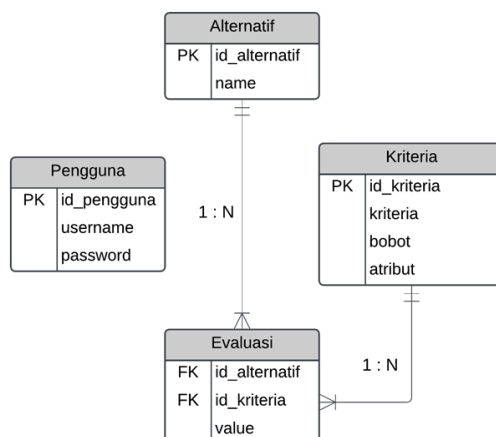 Alternatif
PK id_alternatif
name
Pengguna
PK id_pengguna
username
password
Kriteria
PK id_kriteria
kriteria
bobot
atribut
1 : N
Evaluasi
FK id_alternatif
FK id_kriteria
value
1 : N